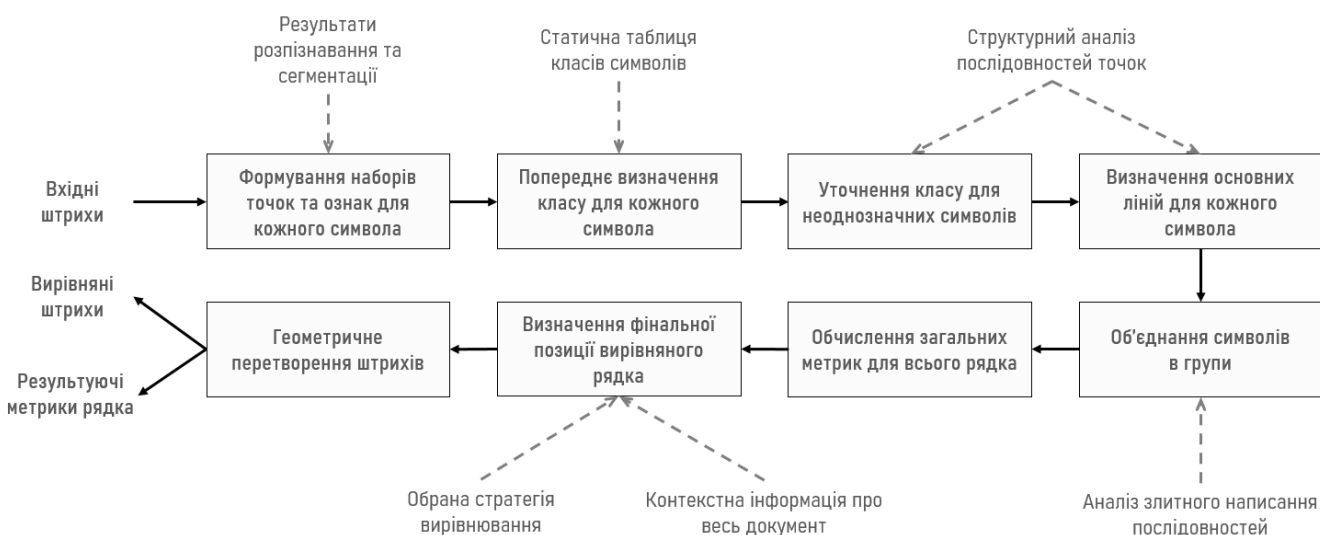 Результати
розпізнавання та
сегментації
Статична таблиця
класів символів
Структурний аналіз
послідовностей точок
Вхідні
штрихи
Формування наборів
точок та ознак для
кожного символа
Попереднє визначення
класу для кожного
символа
Уточнення класу для
неоднозначних символів
Визначення основних
ліній для кожного
символа
Вирівняні
штрихи
Результуючі
метрики рядка
Геометричне
перетворення штрихів
Визначення фінальної
позиції вирівняного
рядка
Обчислення загальних
метрик для всього рядка
Об'єднання символів
в групи
Обрана стратегія
вирівнювання
Контекстна інформація про
весь документ
Аналіз злитного написання
послідовностей